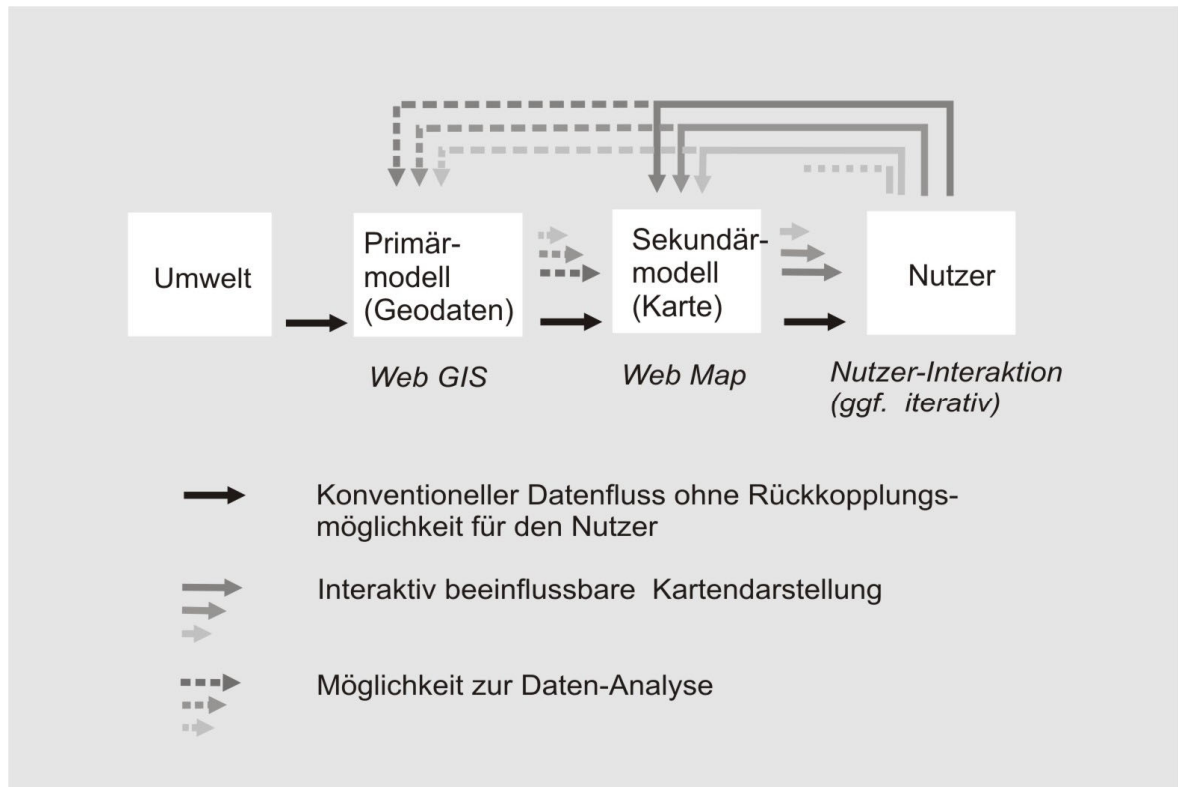 Umwelt
Primär-
modell
(Geodaten)
Sekundär-
modell
(Karte)
Nutzer
Web GIS
Web Map
Nutzer-Interaktion
(ggf. iterativ)
Konventioneller Datenfluss ohne Rückkopplungs-
möglichkeit für den Nutzer
Interaktiv beeinflussbare Kartendarstellung
Möglichkeit zur Daten-Analyse